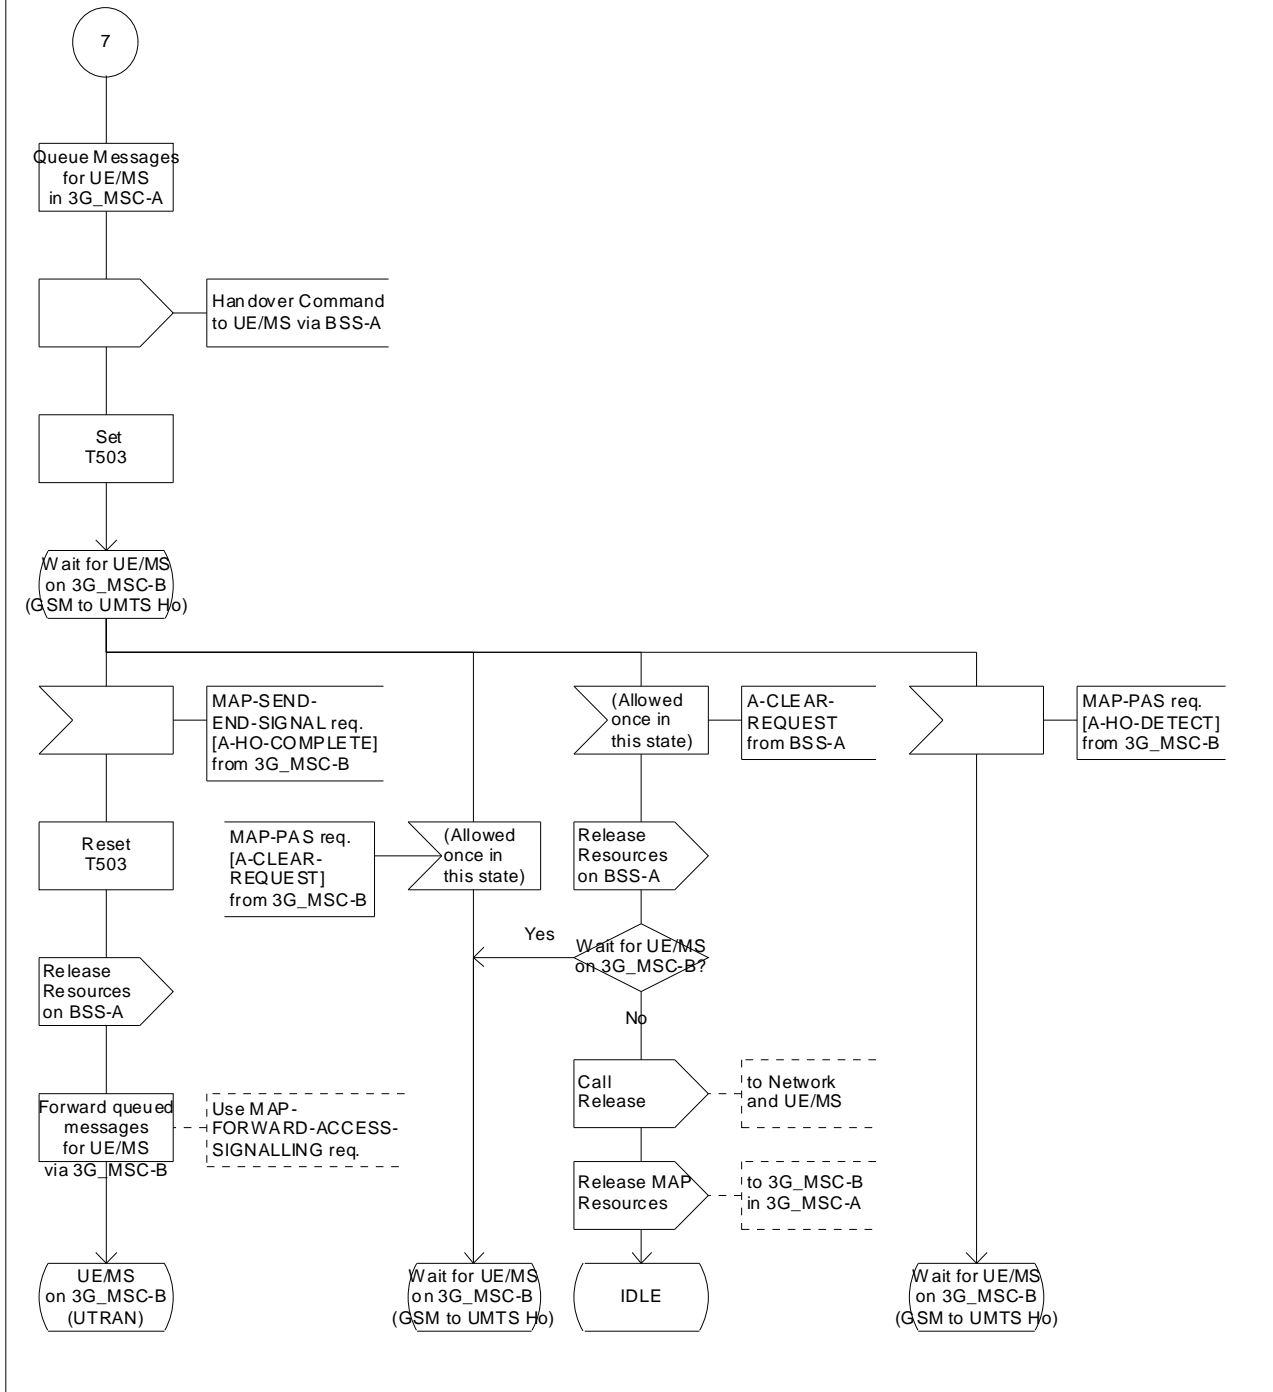 7
Queue Messages
for UE/MS
in 3G_MSC-A
Handover Command
to UE/MS via BSS-A
Set
T503
Wait for UE/MS
on 3G_MSC-B
(GSM to UMTS Ho)
MAP-SEND-
END-SIGNAL req.
[A-HO-COMPLETE]
from 3G_MSC-B
(Allowed
once in
this state)
A-CLEAR-
REQUEST
from BSS-A
MAP-PAS req.
[A-HO-DETECT]
from 3G_MSC-B
Reset
T503
MAP-PAS req.
[A-CLEAR-
REQUEST]
from 3G_MSC-B
(Allowed
once in
this state)
Release
Resources
on BSS-A
Yes
Wait for UE/MS
on 3G_MSC-B?
No
Release
Resources
on BSS-A
Call
Release
to Network
and UE/MS
Forward queued
messages
for UE/MS
via 3G_MSC-B
Use MAP-
FORWARD-ACCESS-
SIGNALLING req.
Release MAP
Resources
to 3G_MSC-B
in 3G_MSC-A
UE/MS
on 3G_MSC-B
(UTRAN)
Wait for UE/MS
on 3G_MSC-B
(GSM to UMTS Ho)
IDLE
Wait for UE/MS
on 3G_MSC-B
(GSM to UMTS Ho)